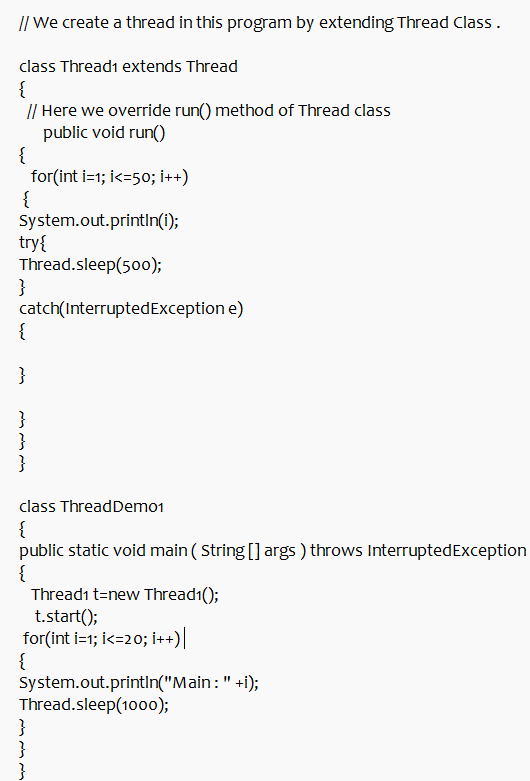 // We create a thread in this program by extending Thread Class .
class Thread1 extends Thread
{
// Here we override run() method of Thread class
public void run()
{
for(int i=1; i<=50; i++)
{
System.out.println(i);
try{
Thread.sleep(500);
}
catch(InterruptedException e)
{
}
}
}
}
class ThreadDemo1
{
public static void main ( String [] args ) throws InterruptedException
{
Thread1 t=new Thread1();
t.start();
for(int i=1; i<=20; i++)
{
System.out.println("Main : " +i);
Thread.sleep(1000);
}
}
}